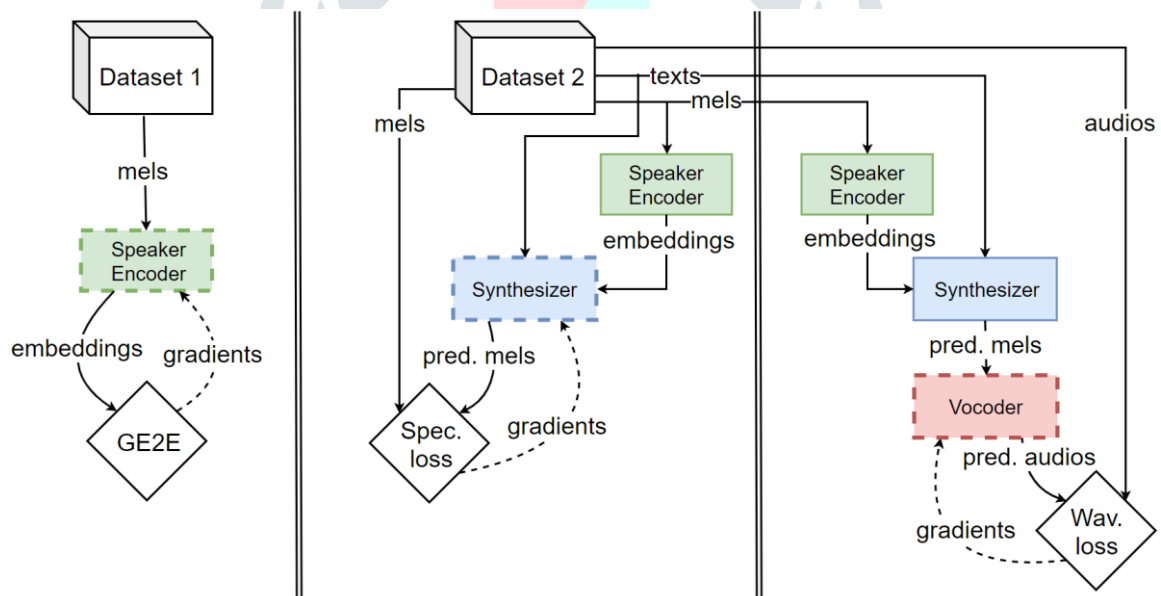 Dataset 1
mels
Speaker
Encoder
embeddings
gradients
GE2E
Dataset 2
texts
mels
mels
Speaker
Encoder
embeddings
Synthesizer
pred. mels
gradients
Spec.
loss
audios
Speaker
Encoder
embeddings
Synthesizer
pred. mels
Vocoder
pred. audios
gradients
Wav.
loss